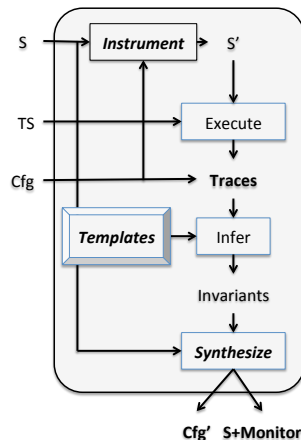 S Instrument S’
TS Execute
Cfg Traces
Templates Infer
Invariants
Synthesize
Cfg’ S+Monitor